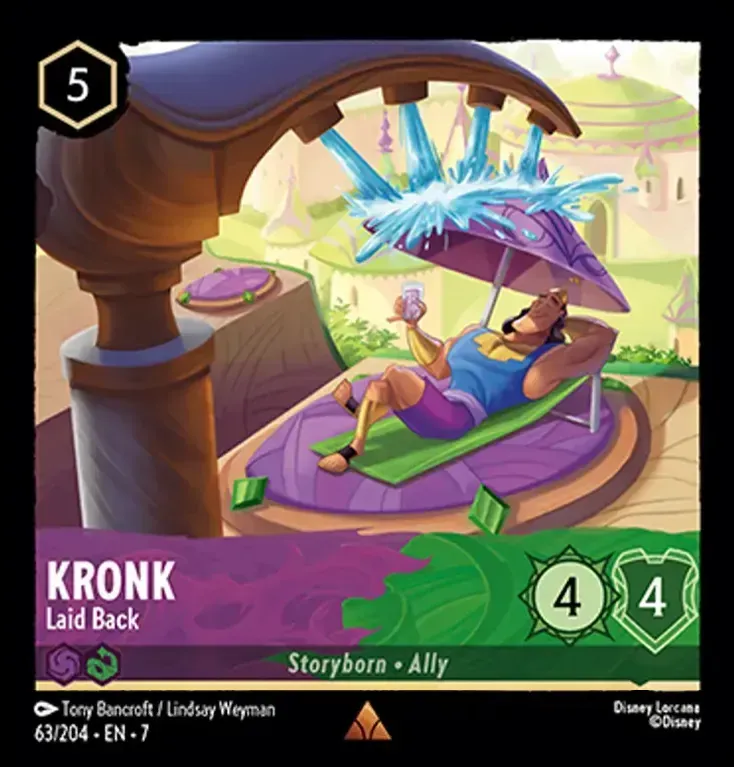 5
KRONK
Laid Back
4
4
Storyborn • Ally
Tony Bancroft / Lindsay Weyman
63/204 • EN • 7
Disney Lorcana
©Disney